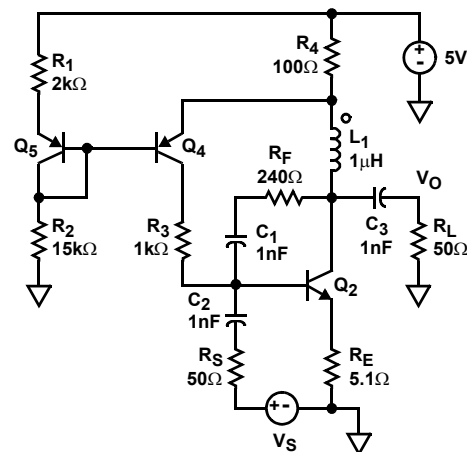 R1
2kΩ
R4
100Ω
+
-
5V
Q5
Q4
L1
1μH
RF
240Ω
VO
R2
15kΩ
R3
1kΩ
C1
1nF
C3
1nF
RL
50Ω
Q2
C2
1nF
RS
50Ω
RE
5.1Ω
+-
VS